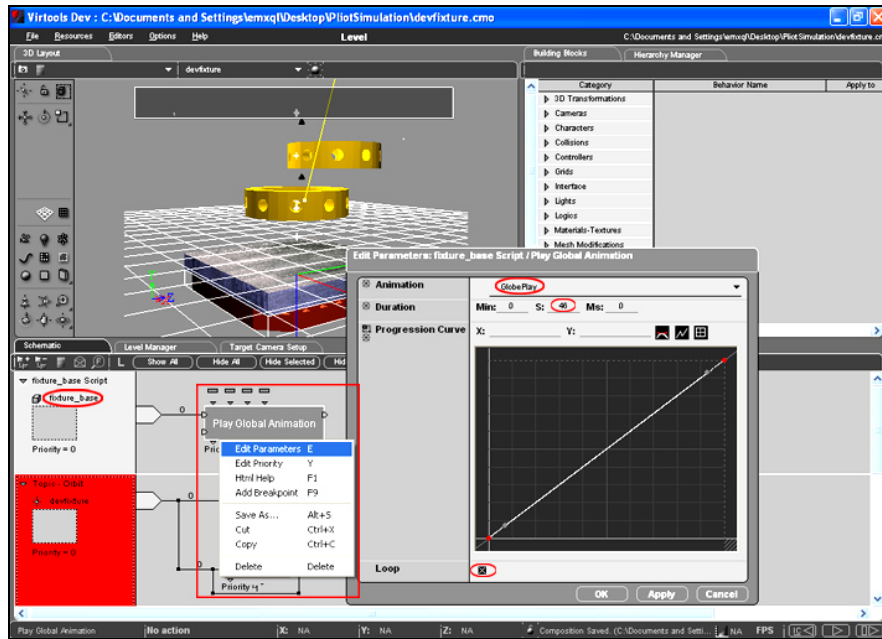 Virtools Dev : C:\Documents and Settings\emxqf\Desktop\PliotSimulation\devfixture.cmo
File Resources Editors Options Help
Level
C:\Documents and Settings\emxqf\Desktop\PliotSimulation\devfixture.cm
3D Layout
Building Blocks
Hierarchy Manager
devfixture
Category
Behavior Name
Apply to
3D Transformations
Cameras
Characters
Collisions
Controllers
Grids
Interface
Lights
Logics
Materials-Textures
Mesh Modifications
Edit Parameters: fixture_base Script / Play Global Animation
Animation
GlobePlay
Duration
Min: 0 S: 46 Ms: 0
Progression Curve
X: Y:
Loop
OK
Apply
Cancel
Schematic
Level Manager
Target Camera Setup
L
Show All
Hide All
Hide Selected
Hid
fixture_base Script
fixture_base
Priority = 0
0
Play Global Animation
Edit Parameters E
Edit Priority Y
Html Help F1
Add Breakpoint F9
Save As... Alt+S
Cut Ctrl+X
Copy Ctrl+C
Delete Delete
Topic - Orbit
devfixture
Priority = 0
0
0
Play Global Animation
No action
X: NA
Y: NA
Z: NA
Composition Saved. (C:\Documents and Setti...
NA
FPS